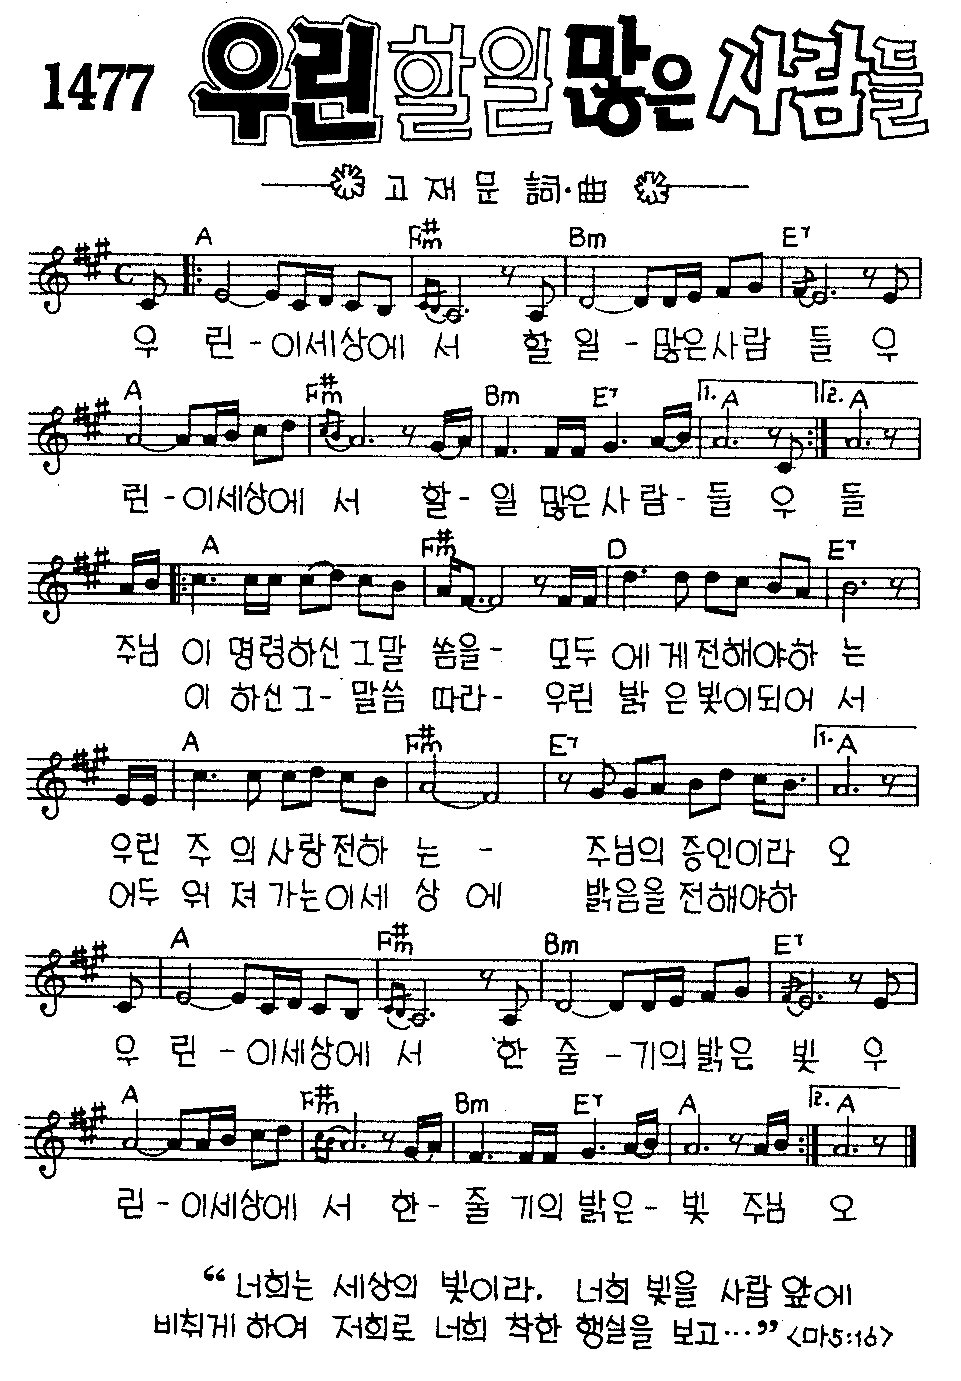 1477 우린 할일 많은 사람들
고재문 詞·曲
A F#m Bm E7
우 린 - 이세상에 서 할 일 - 많은사람 들 우
A F#m Bm E7 1. A 2. A
린 - 이세상에 서 할 - 일 많은 사 람 - 들 우 들
A F#m D E7
주님 이 명령하신 그말 씀을 - 모두 에 게 전해야하 는
이 하신 그 - 말씀 따라 - 우린 밝 은 빛이되어 서
A F#m E7 1. A
우린 주 의 사랑 전하 는 - 주님의 증인이라 오
어두 워 져 가는이세 상 에 밝음을 전해야하
A F#m Bm E7
우 린 - 이세상에 서 한 줄 - 기의 밝은 빛 우
A F#m Bm E7 A 2. A
린 - 이세상에 서 한 - 줄 기의 밝은 - 빛 주님 오
“너희는 세상의 빛이라. 너희 빛을 사람 앞에
비취게 하여 저희로 너희 착한 행실을 보고…” <마5:16>